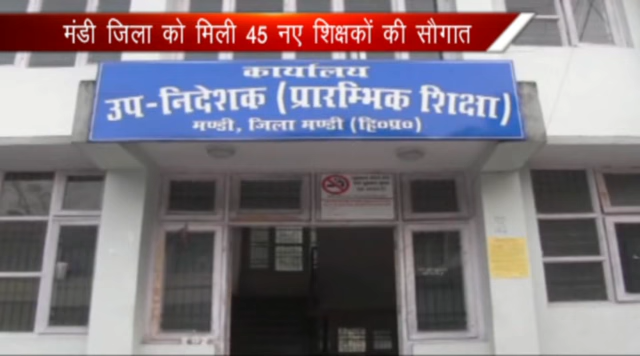 मंडी जिला को मिली 45 नए शिक्षकों की सौगात
कार्यालय
उप-निदेशक (प्रारम्भिक शिक्षा)
मण्डी, जिला मण्डी (हि०प्र०)